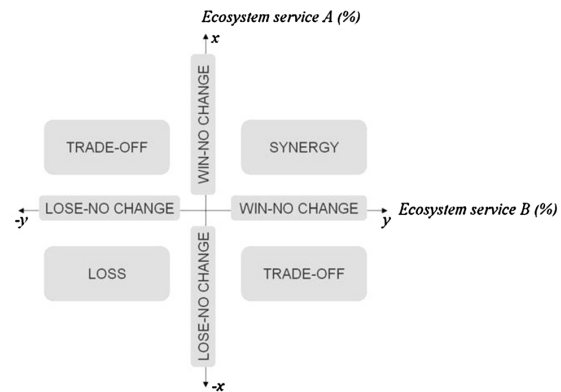 Ecosystem service A (%)
x
WIN-NO CHANGE
TRADE-OFF
SYNERGY
LOSE-NO CHANGE
WIN-NO CHANGE
Ecosystem service B (%)
-y
y
LOSS
LOSE-NO CHANGE
TRADE-OFF
-x